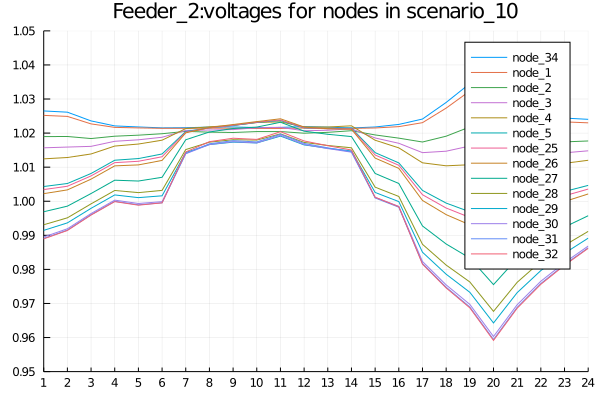 Feeder_2:voltages for nodes in scenario_10
1.05
1.04
1.03
1.02
1.01
1.00
0.99
0.98
0.97
0.96
0.95
1 2 3 4 5 6 7 8 9 10 11 12 13 14 15 16 17 18 19 20 21 22 23 24
node_34
node_1
node_2
node_3
node_4
node_5
node_25
node_26
node_27
node_28
node_29
node_30
node_31
node_32